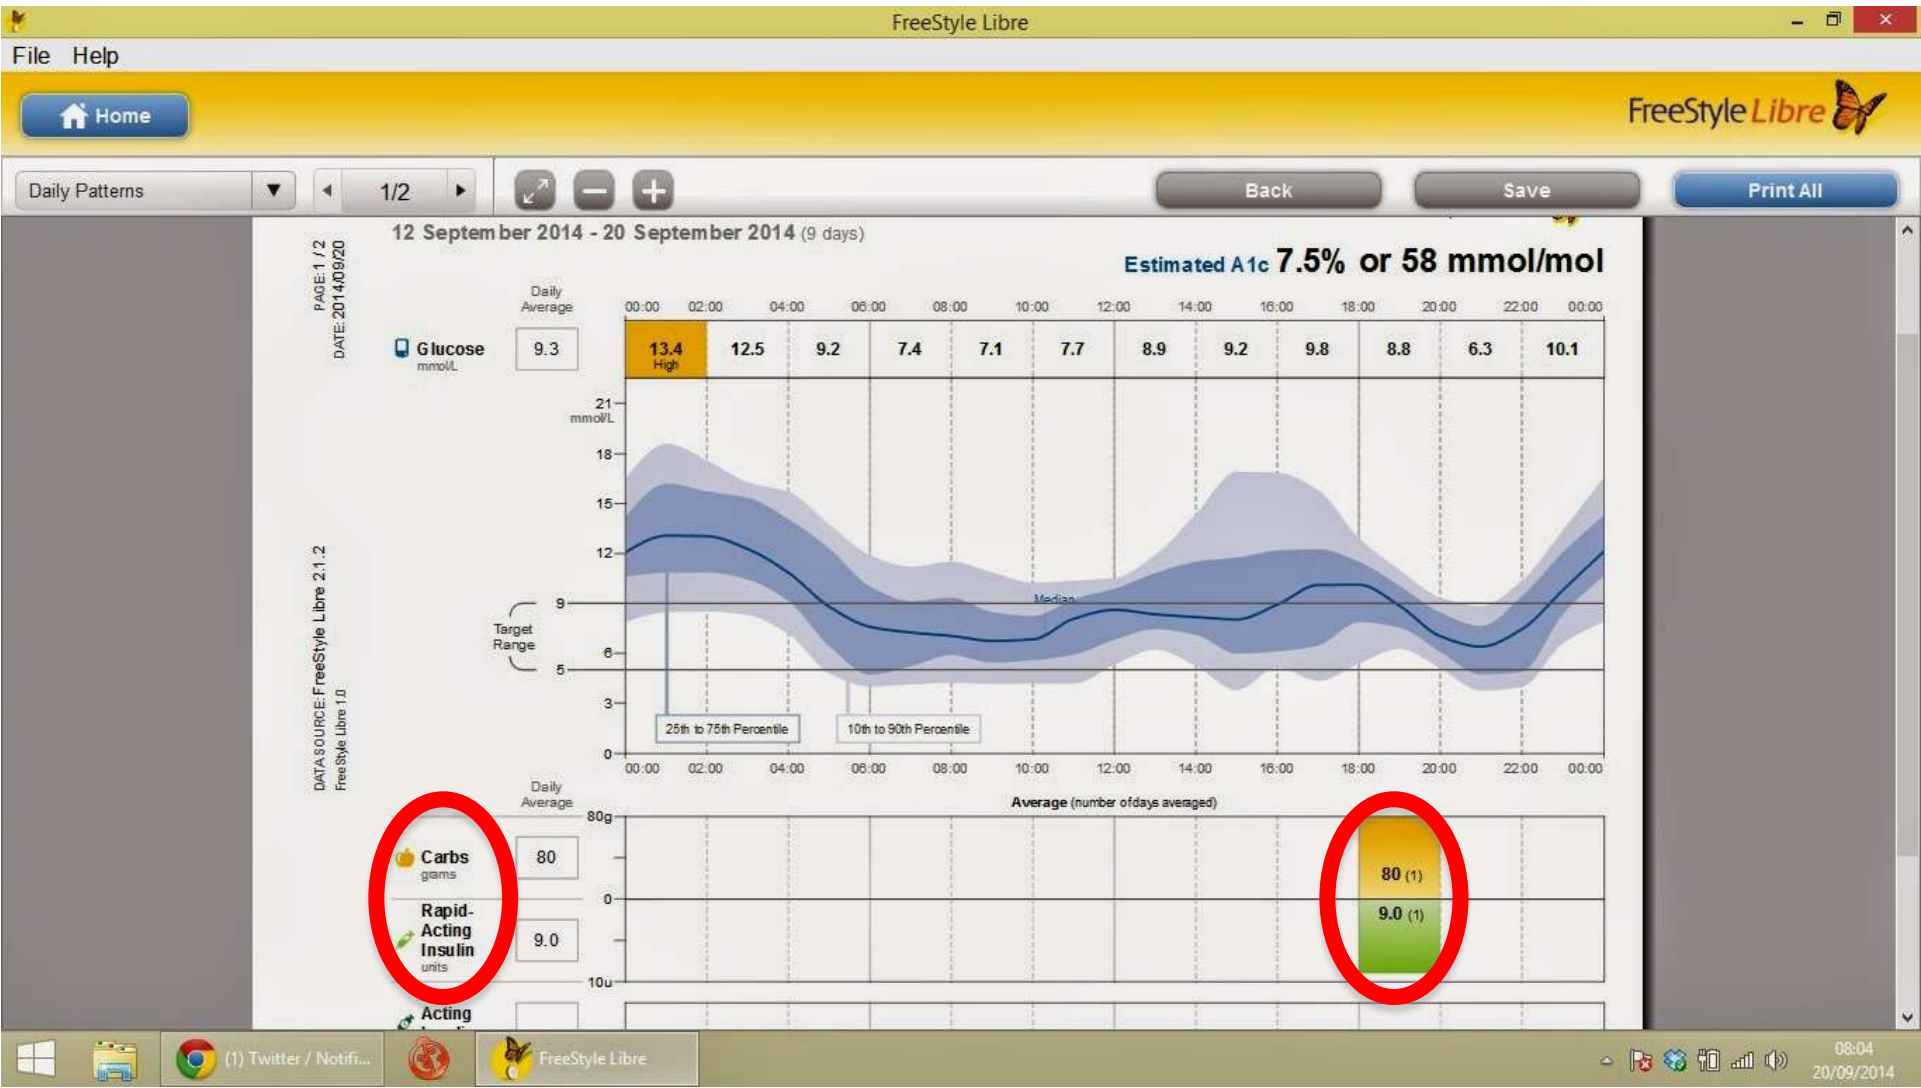 FreeStyle Libre
File Help
Home
FreeStyle Libre
Daily Patterns
1/2
Back
Save
Print All
PAGE: 1 / 2
DATE: 2014/09/20
12 September 2014 - 20 September 2014 (9 days)
Estimated A1c 7.5% or 58 mmol/mol
Daily
Average
00:00 02:00 04:00 06:00 08:00 10:00 12:00 14:00 16:00 18:00 20:00 22:00 00:00
Glucose
mmol/L
9.3
13.4 12.5 9.2 7.4 7.1 7.7 8.9 9.2 9.8 8.8 6.3 10.1
High
21
mmol/L
18
15
12
9
Target
Range
6
5
3
0
Median
25th to 75th Percentile
10th to 90th Percentile
DATA SOURCE: FreeStyle Libre 2.1.2
FreeStyle Libre 1.0
00:00 02:00 04:00 06:00 08:00 10:00 12:00 14:00 16:00 18:00 20:00 22:00 00:00
Daily
Average
Average (number of days averaged)
80g
Carbs
grams
80
80 (1)
0
Rapid-
Acting
Insulin
units
9.0
9.0 (1)
10u
Acting
(1) Twitter / Notifi...
FreeStyle Libre
08:04
20/09/2014